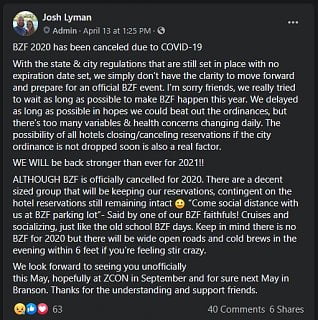 Josh Lyman
Admin · April 13 at 1:25 PM ·
BZF 2020 has been canceled due to COVID-19
With the state & city regulations that are still set in place with no
expiration date set, we simply don't have the clarity to move forward
and prepare for an official BZF event. I'm sorry friends, we really tried
to wait as long as possible to make BZF happen this year. We delayed
as long as possible in hopes we could beat out the ordinances, but
there's too many variables & health concerns changing daily. The
possibility of all hotels closing/canceling reservations if the city
ordinance is not dropped soon is also a real factor.
WE WILL be back stronger than ever for 2021!!
ALTHOUGH BZF is officially cancelled for 2020. There are a decent
sized group that will be keeping our reservations, contingent on the
hotel reservations still remaining intact 😀 "Come social distance with
us at BZF parking lot"- Said by one of our BZF faithfuls! Cruises and
socializing, just like the old school BZF days. Keep in mind there is no
BZF for 2020 but there will be wide open roads and cold brews in the
evening within 6 feet if you're feeling stir crazy.
We look forward to seeing you unofficially
this May, hopefully at ZCON in September and for sure next May in
Branson. Thanks for the understanding and support friends.
63 40 Comments 6 Shares